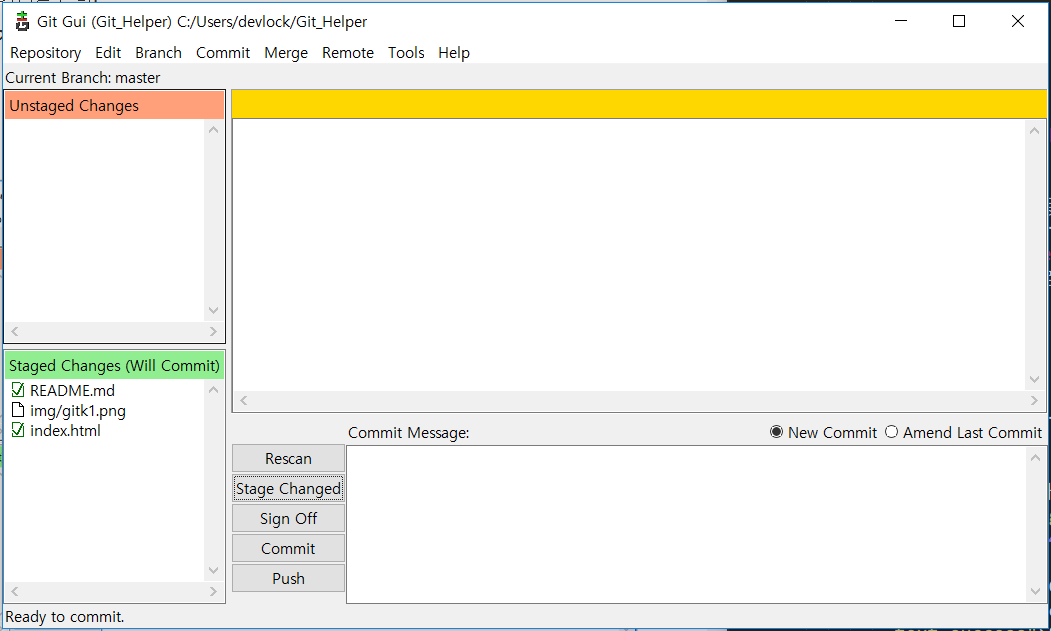 Git Gui (Git_Helper) C:/Users/devlock/Git_Helper
Repository Edit Branch Commit Merge Remote Tools Help
Current Branch: master
Unstaged Changes
Staged Changes (Will Commit)
README.md
img/gitk1.png
index.html
Commit Message:
New Commit
Amend Last Commit
Rescan
Stage Changed
Sign Off
Commit
Push
Ready to commit.